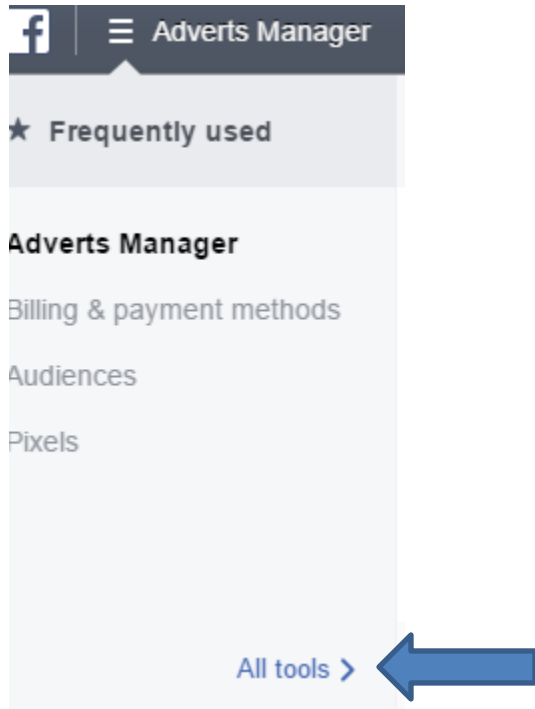 f Adverts Manager
Frequently used
Adverts Manager
Billing & payment methods
Audiences
Pixels
All tools